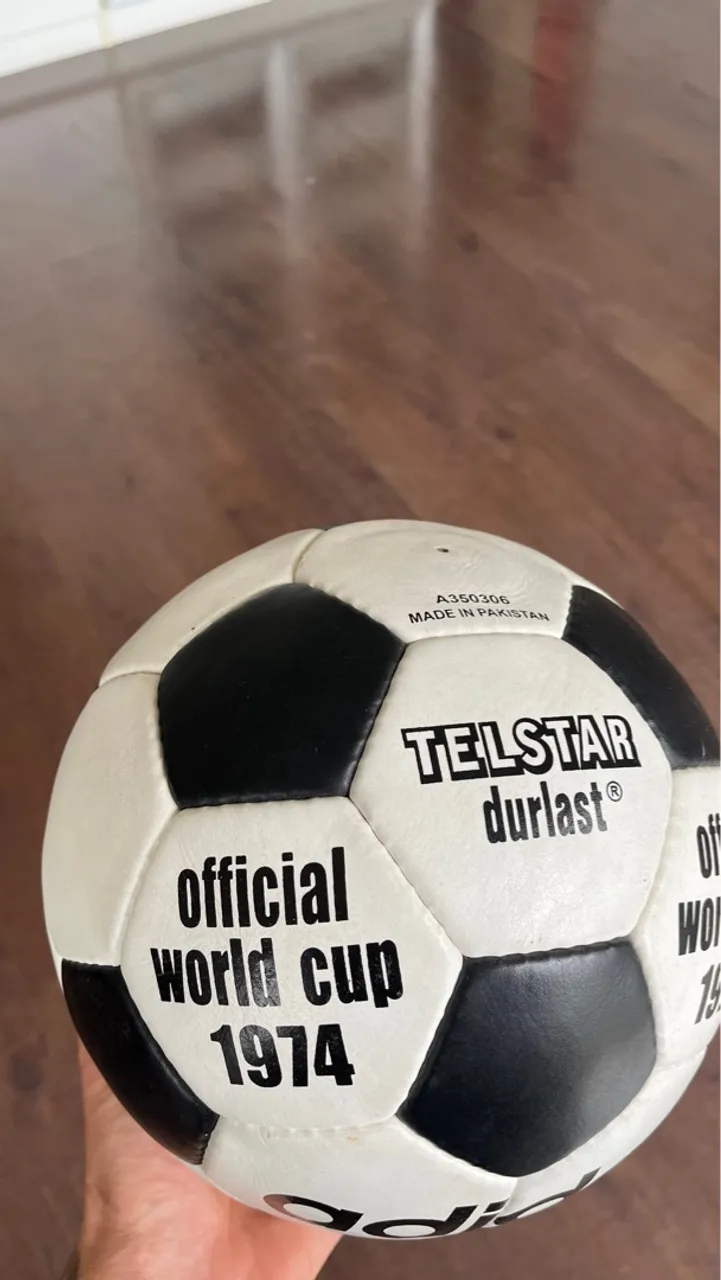 A350306
MADE IN PAKISTAN
TELSTAR
durlast®
official
world cup
1974